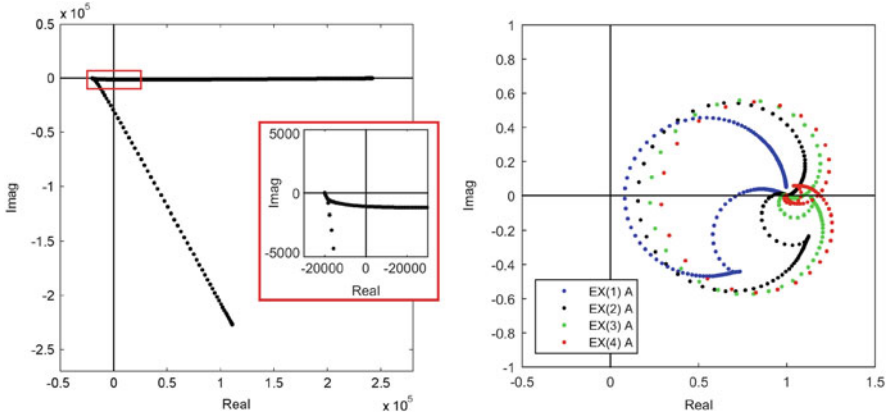 x 10^5
0.5
0
-0.5
-1
-1.5
-2
-2.5
Imag
-0.5 0 0.5 1 1.5 2 2.5
Real
x 10^5
5000
0
-5000
Imag
-20000 0 -20000
Real
1
0.8
0.6
0.4
0.2
0
-0.2
-0.4
-0.6
-0.8
-1
Imag
EX(1) A
EX(2) A
EX(3) A
EX(4) A
-0.5 0 0.5 1 1.5
Real